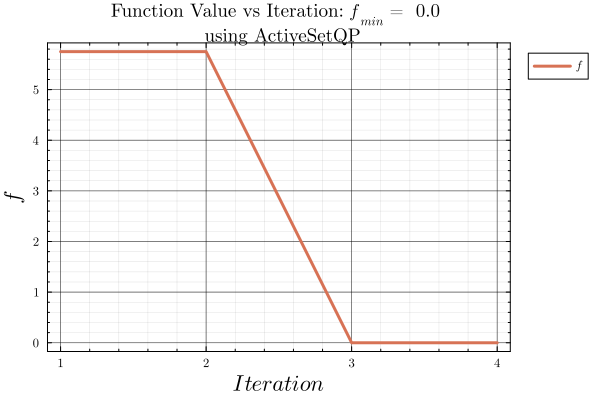 Function Value vs Iteration: f_min = 0.0
using ActiveSetQP
f
5
4
3
2
1
0
f
1
2
3
4
Iteration